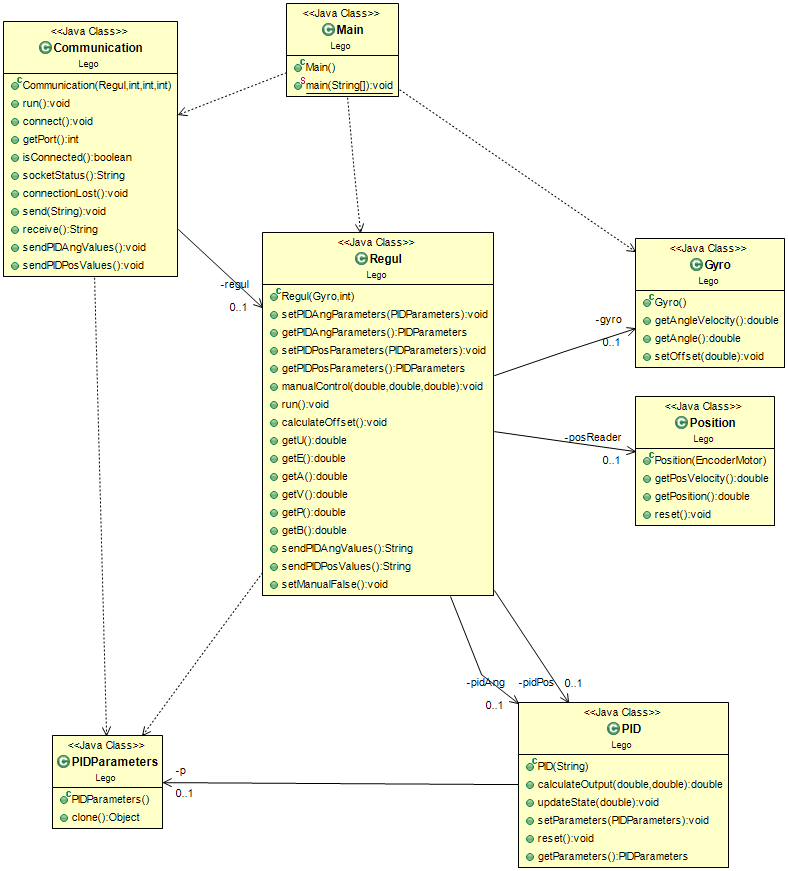 <<Java Class>>
Main
Lego
Main()
main(String[]):void
<<Java Class>>
Communication
Lego
Communication(Regul,int,int,int)
run():void
connect():void
getPort():int
isConnected():boolean
socketStatus():String
connectionLost():void
send(String):void
receive():String
sendPIDAngValues():void
sendPIDPosValues():void
-regul
0..1
<<Java Class>>
Regul
Lego
Regul(Gyro,int)
setPIDAngParameters(PIDParameters):void
getPIDAngParameters():PIDParameters
setPIDPosParameters(PIDParameters):void
getPIDPosParameters():PIDParameters
manualControl(double,double,double):void
run():void
calculateOffset():void
getU():double
getE():double
getA():double
getV():double
getP():double
getB():double
sendPIDAngValues():String
sendPIDPosValues():String
setManualFalse():void
-gyro
0..1
<<Java Class>>
Gyro
Lego
Gyro()
getAngleVelocity():double
getAngle():double
setOffset(double):void
-posReader
0..1
<<Java Class>>
Position
Lego
Position(EncoderMotor)
getPosVelocity():double
getPosition():double
reset():void
-pidAng
0..1
-pidPos
0..1
<<Java Class>>
PID
Lego
PID(String)
calculateOutput(double,double):double
updateState(double):void
setParameters(PIDParameters):void
reset():void
getParameters():PIDParameters
-p
0..1
<<Java Class>>
PIDParameters
Lego
PIDParameters()
clone():Object